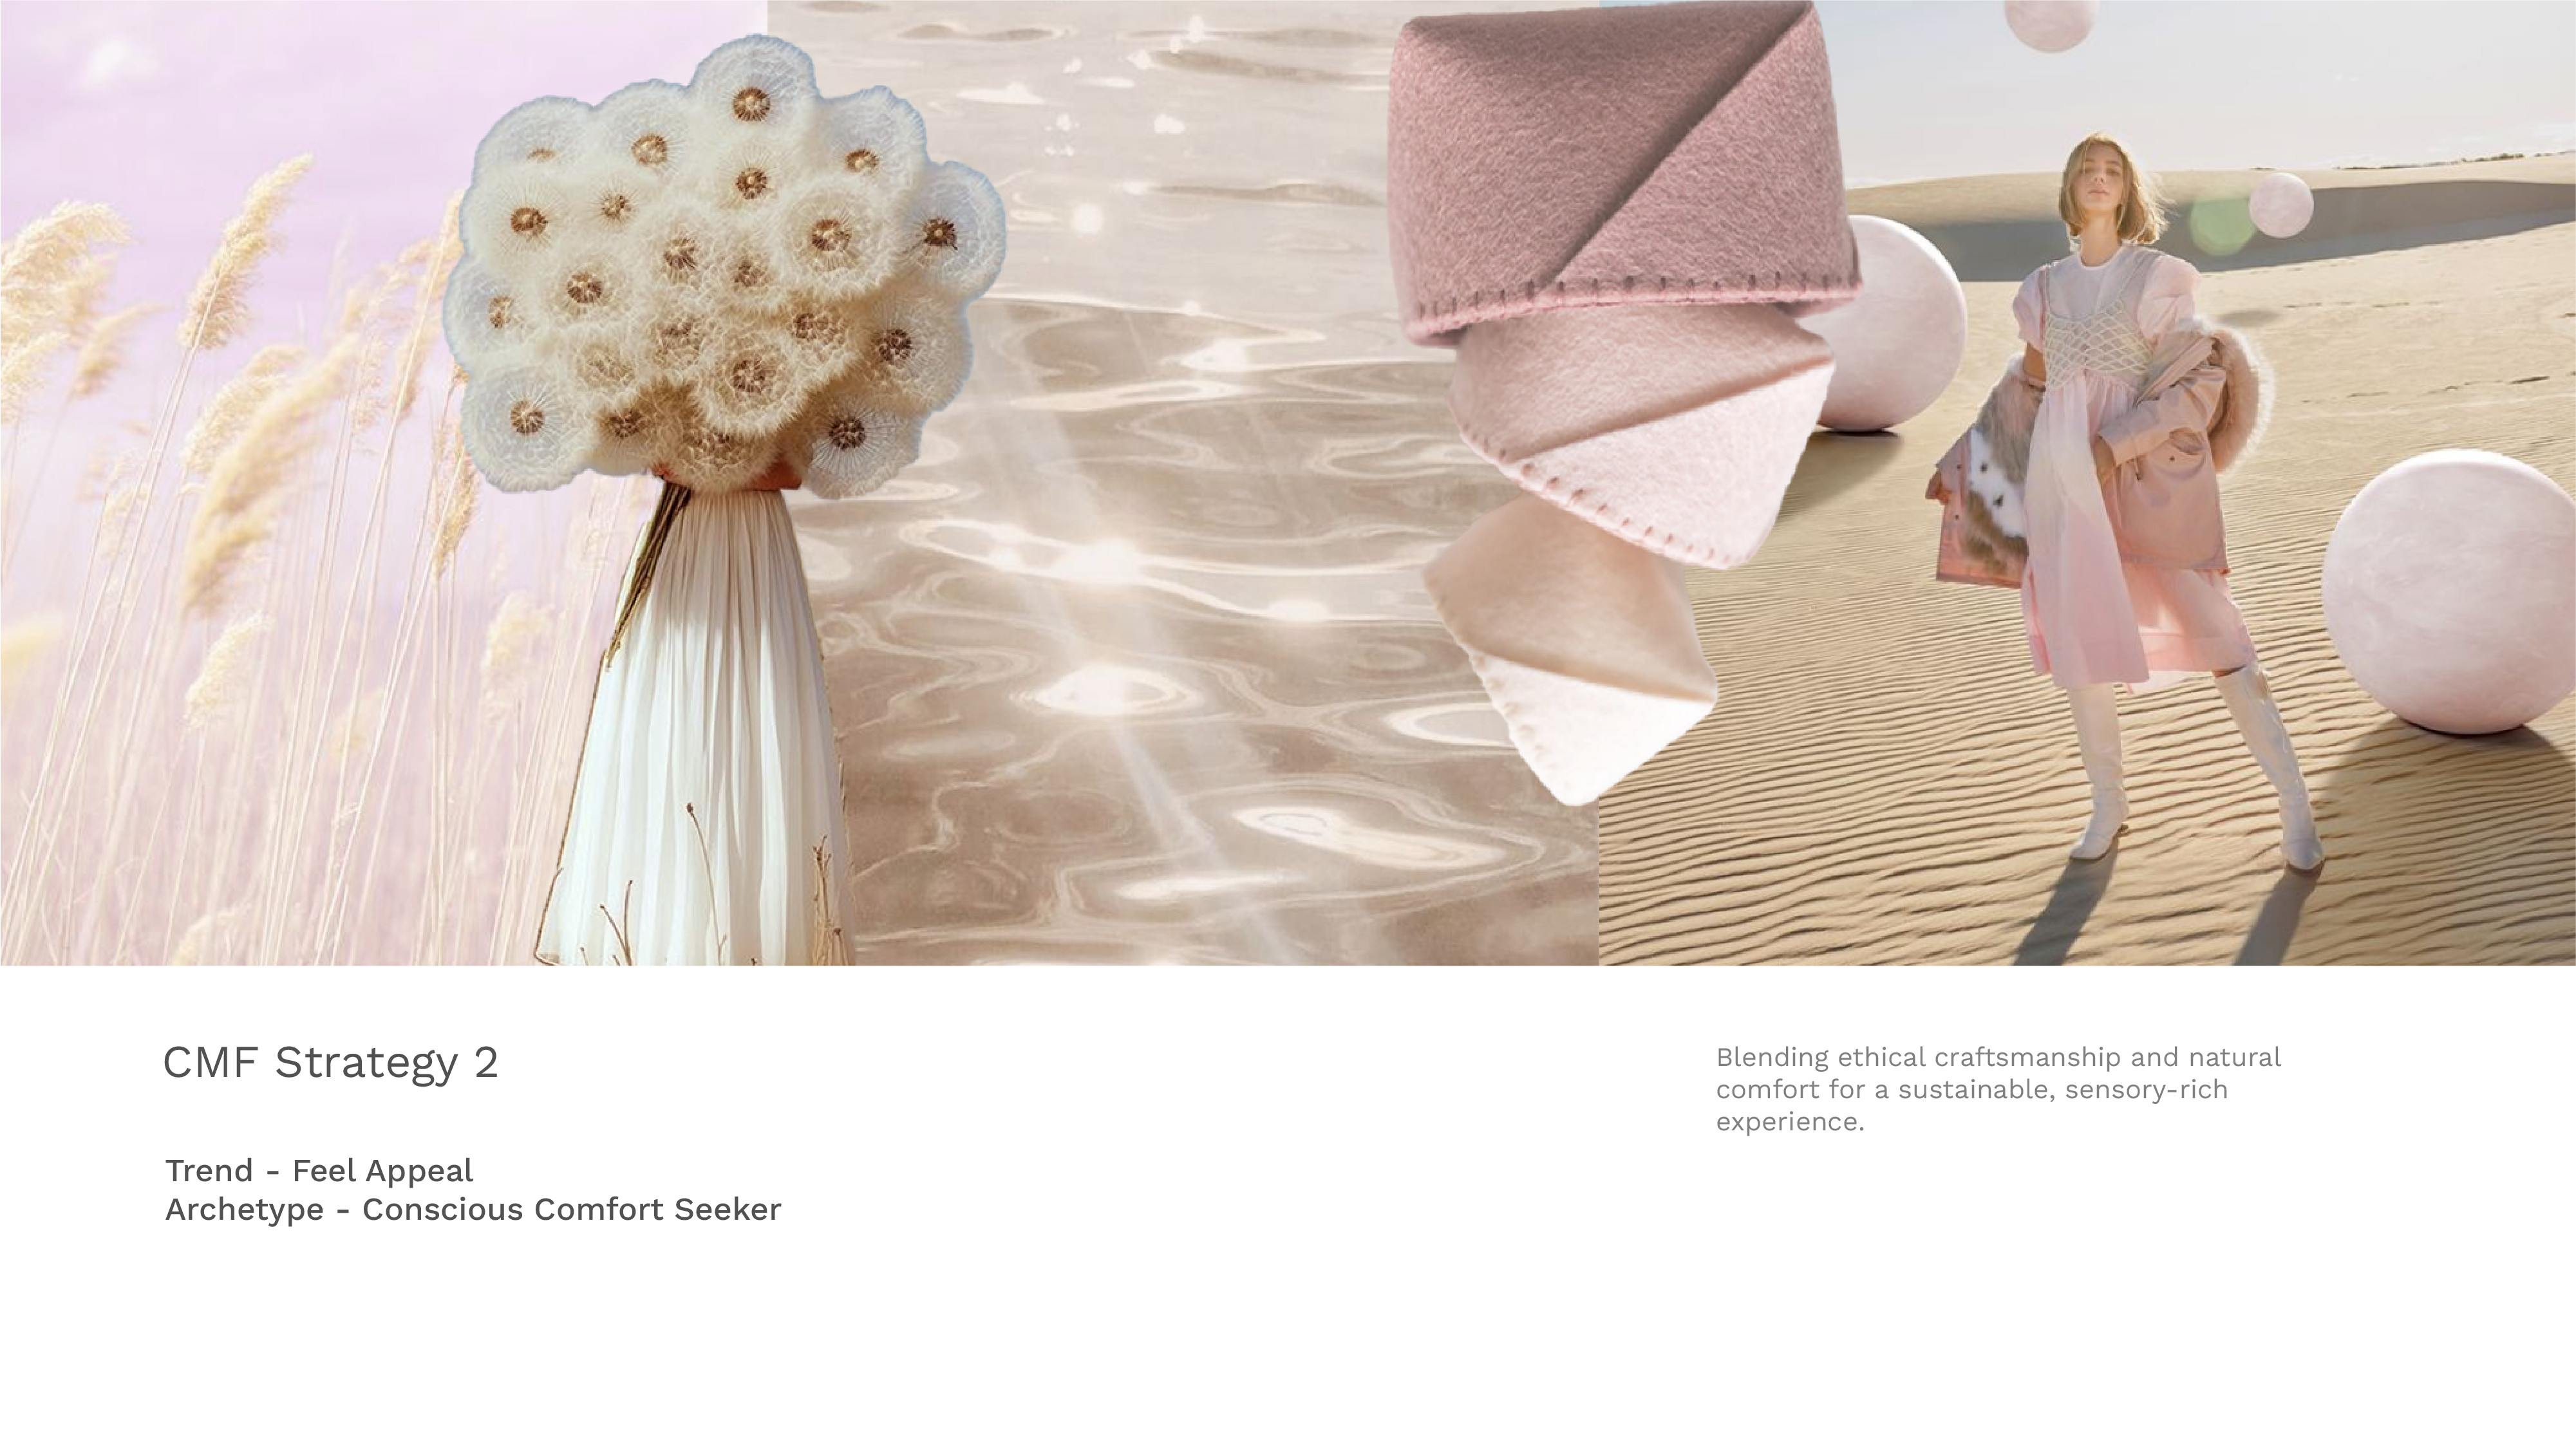 CMF Strategy 2
Trend - Feel Appeal
Archetype - Conscious Comfort Seeker
Blending ethical craftsmanship and natural
comfort for a sustainable, sensory-rich
experience.